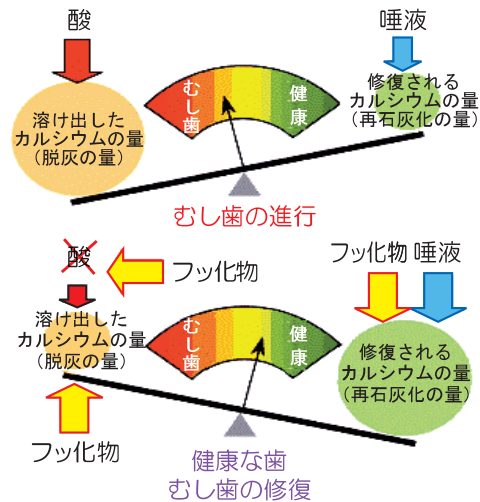 酸
唾液
溶け出した
カルシウムの量
(脱灰の量)
むし歯
健康
修復される
カルシウムの量
(再石灰化の量)
むし歯の進行
酸
フッ化物
フッ化物 唾液
溶け出した
カルシウムの量
(脱灰の量)
むし歯
健康
修復される
カルシウムの量
(再石灰化の量)
フッ化物
健康な歯
むし歯の修復